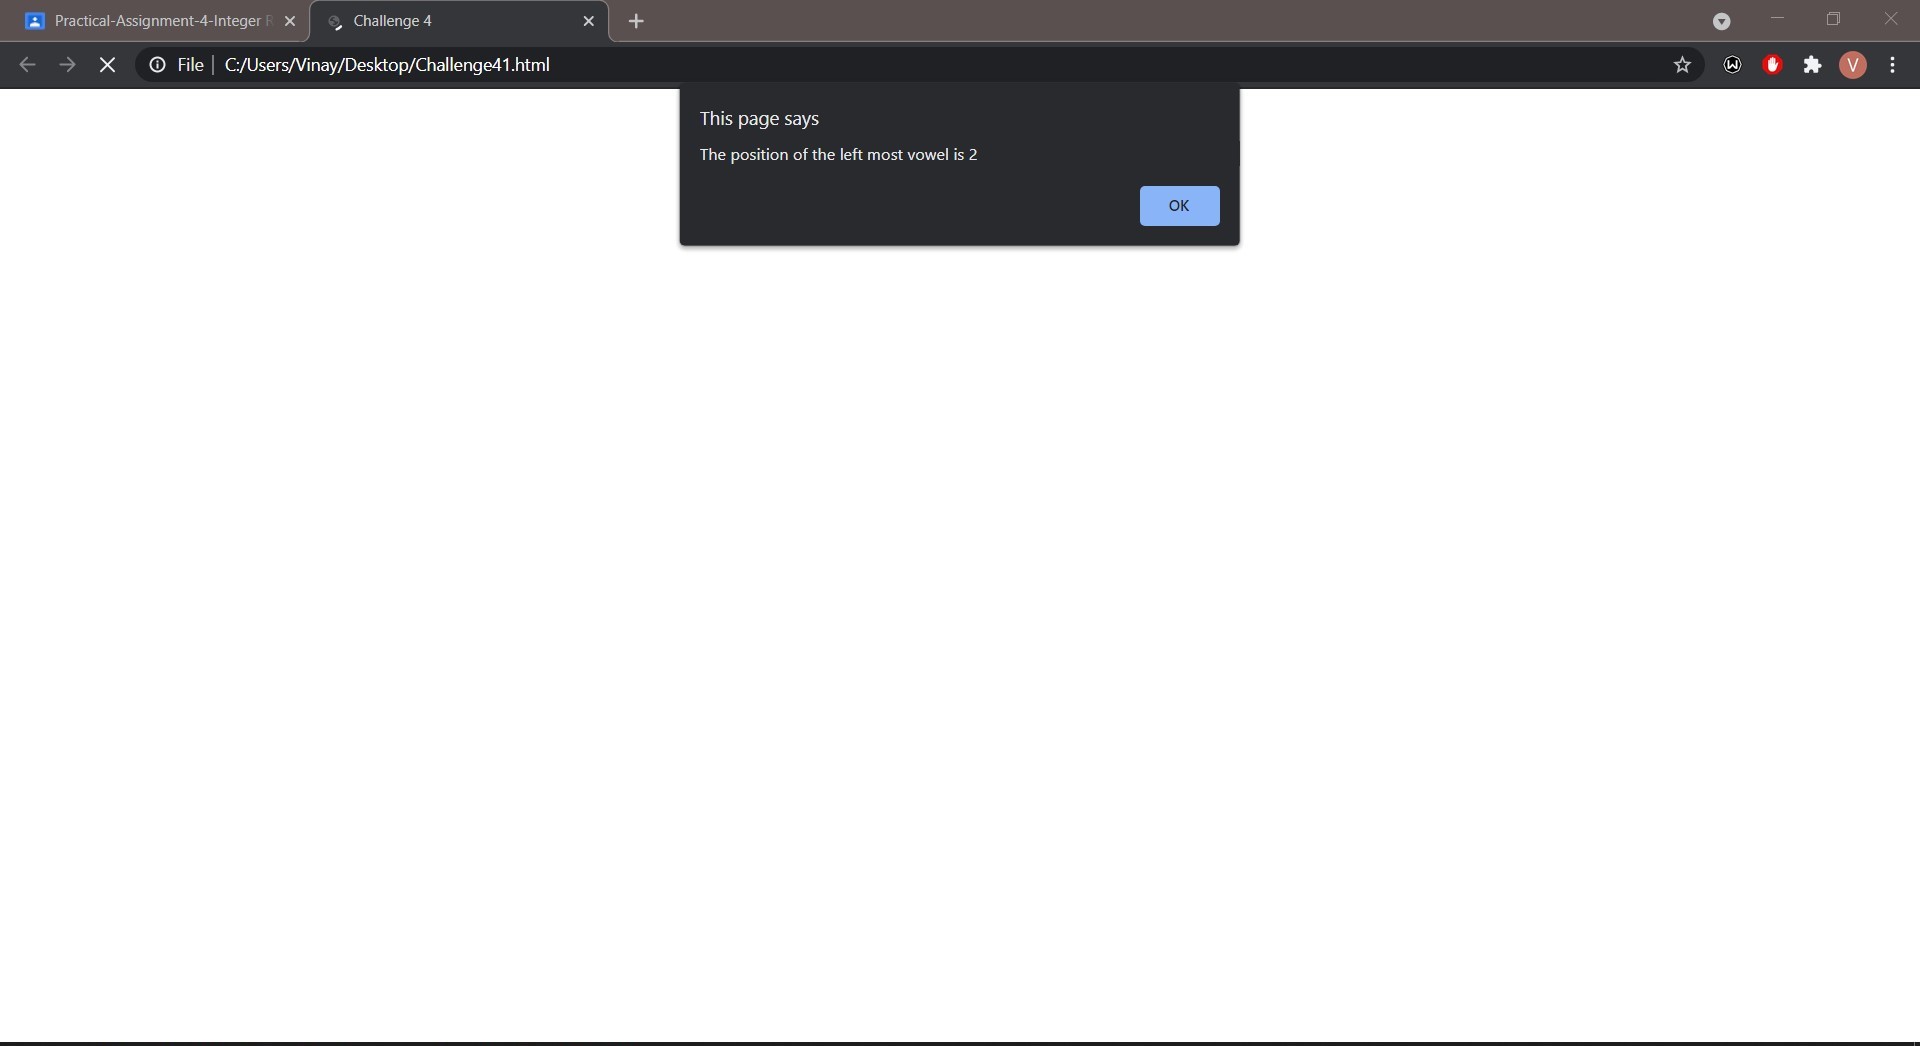 Practical-Assignment-4-Integer R
Challenge 4
File
C:/Users/Vinay/Desktop/Challenge41.html
V
This page says
The position of the left most vowel is 2
OK